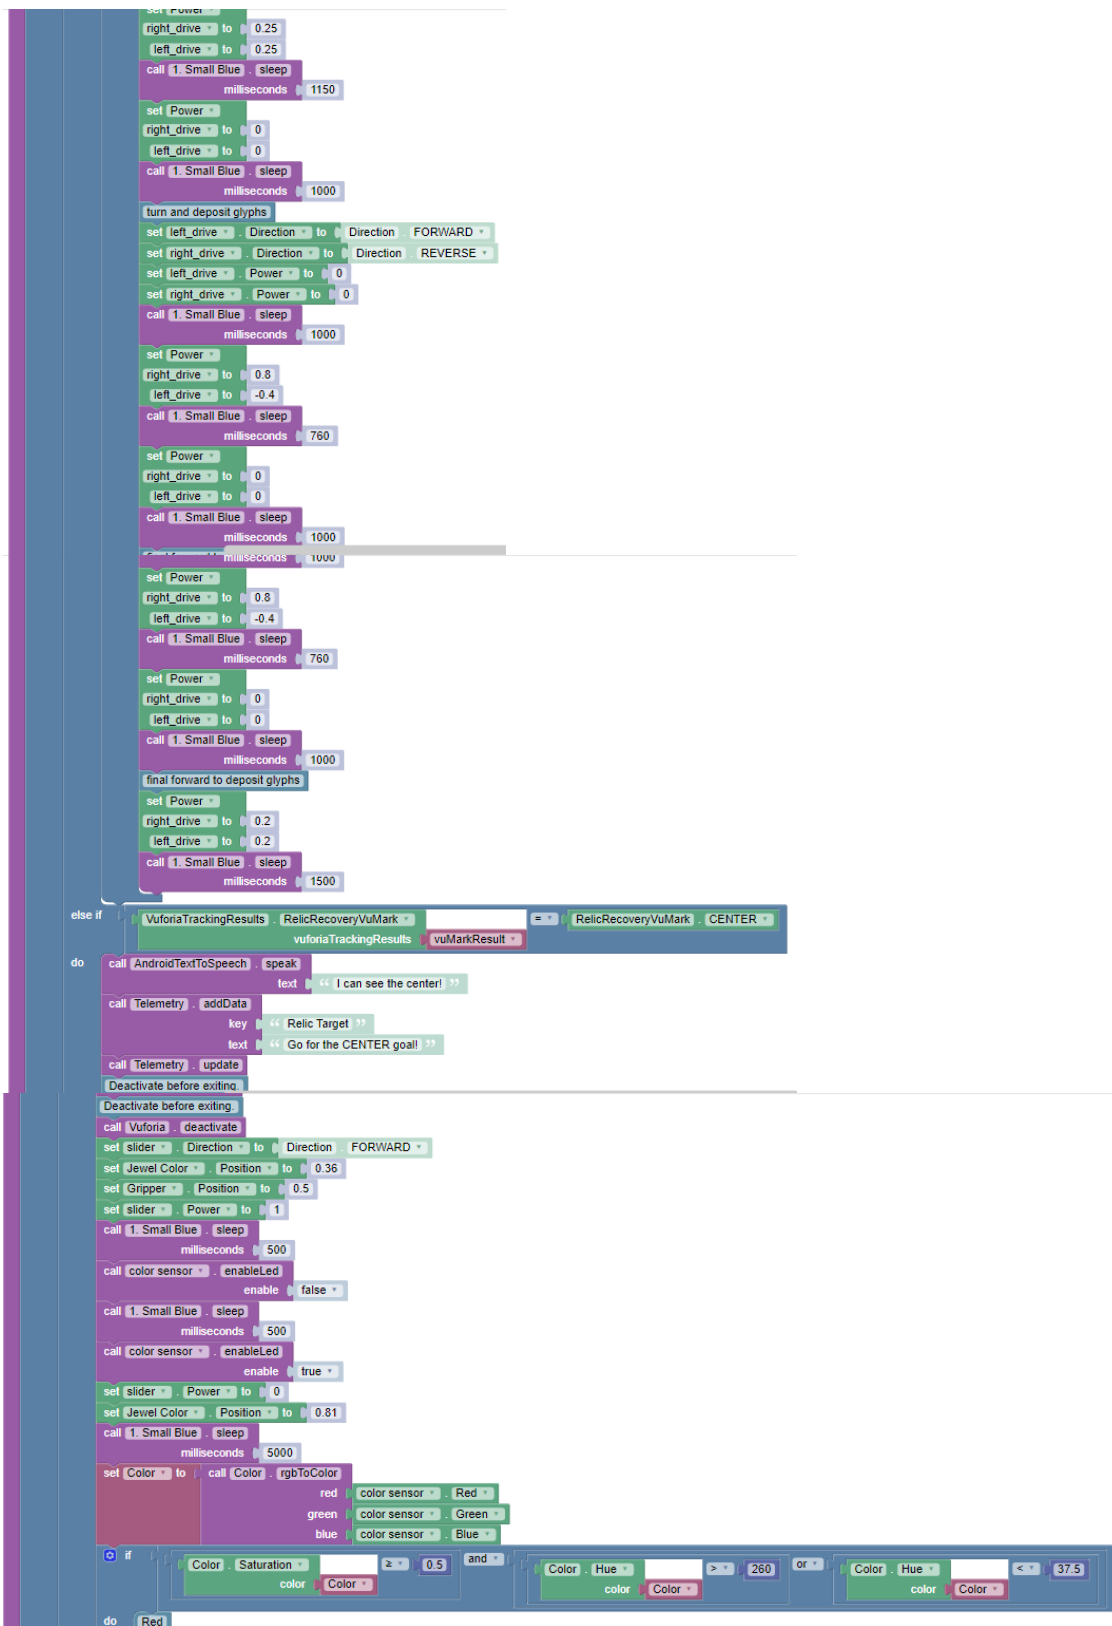 set Power
right_drive to 0.25
left_drive to 0.25
call 1. Small Blue . sleep
milliseconds 1150
set Power
right_drive to 0
left_drive to 0
call 1. Small Blue . sleep
milliseconds 1000
turn and deposit glyphs
set left_drive . Direction to Direction . FORWARD
set right_drive . Direction to Direction . REVERSE
set left_drive . Power to 0
set right_drive . Power to 0
call 1. Small Blue . sleep
milliseconds 1000
set Power
right_drive to 0.8
left_drive to -0.4
call 1. Small Blue . sleep
milliseconds 760
set Power
right_drive to 0
left_drive to 0
call 1. Small Blue . sleep
milliseconds 1000
milliseconds 1000
set Power
right_drive to 0.8
left_drive to -0.4
call 1. Small Blue . sleep
milliseconds 760
set Power
right_drive to 0
left_drive to 0
call 1. Small Blue . sleep
milliseconds 1000
final forward to deposit glyphs
set Power
right_drive to 0.2
left_drive to 0.2
call 1. Small Blue . sleep
milliseconds 1500
else if VuforiaTrackingResults . RelicRecoveryVuMark = RelicRecoveryVuMark . CENTER
vuforiaTrackingResults vuMarkResult
do call AndroidTextToSpeech . speak
text “ I can see the center! ”
call Telemetry . addData
key “ Relic Target ”
text “ Go for the CENTER goal! ”
call Telemetry . update
Deactivate before exiting.
Deactivate before exiting.
call Vuforia . deactivate
set slider . Direction to Direction . FORWARD
set Jewel Color . Position to 0.36
set Gripper . Position to 0.5
set slider . Power to 1
call 1. Small Blue . sleep
milliseconds 500
call color sensor . enableLed
enable false
call 1. Small Blue . sleep
milliseconds 500
call color sensor . enableLed
enable true
set slider . Power to 0
set Jewel Color . Position to 0.81
call 1. Small Blue . sleep
milliseconds 5000
set Color to call Color . rgbToColor
red color sensor . Red
green color sensor . Green
blue color sensor . Blue
if Color . Saturation ≥ 0.5 and Color . Hue > 260 or Color . Hue < 37.5
color Color color Color color Color
do Red